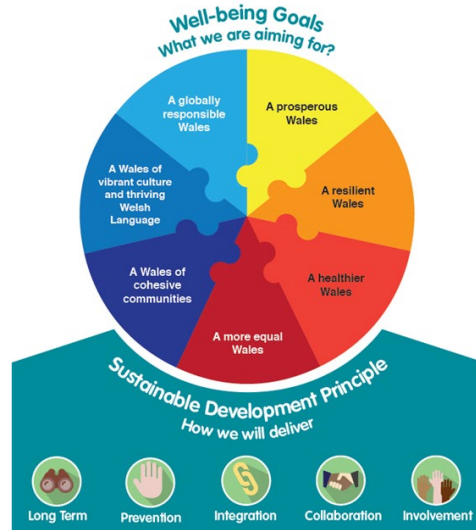 Well-being Goals
What we are aiming for?
A prosperous
Wales
A resilient
Wales
A healthier
Wales
A more equal
Wales
A Wales of
cohesive
communities
A Wales of
vibrant culture
and thriving
Welsh
Language
A globally
responsible
Wales
Sustainable Development Principle
How we will deliver
Long Term
Prevention
Integration
Collaboration
Involvement